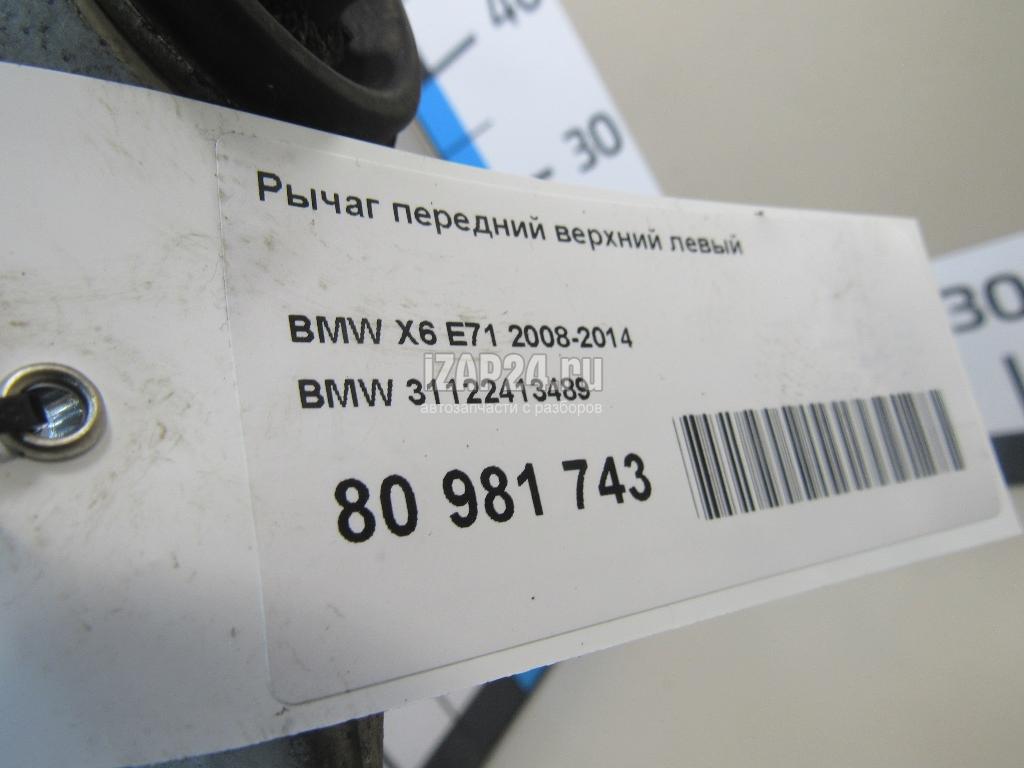 40
30
Рычаг передний верхний левый
30
BMW X6 E71 2008-2014
iZAP24.ru
BMW 31122413489
автозапчасти с разборов
80 981 743